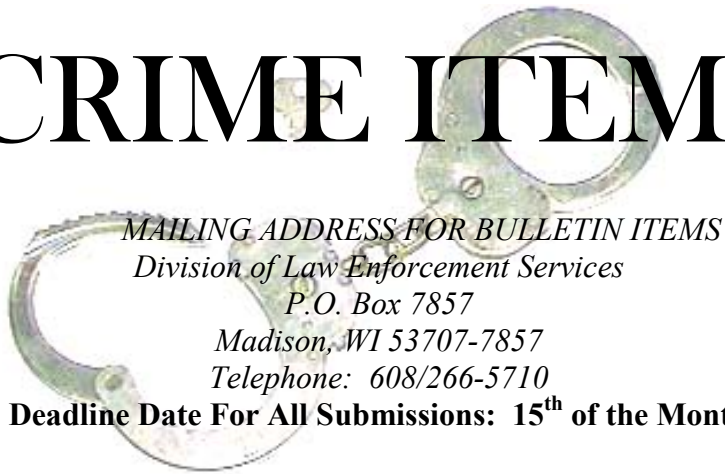 CRIME ITEM
MAILING ADDRESS FOR BULLETIN ITEMS
Division of Law Enforcement Services
P.O. Box 7857
Madison, WI 53707-7857
Telephone: 608/266-5710
Deadline Date For All Submissions: 15th of the Mont